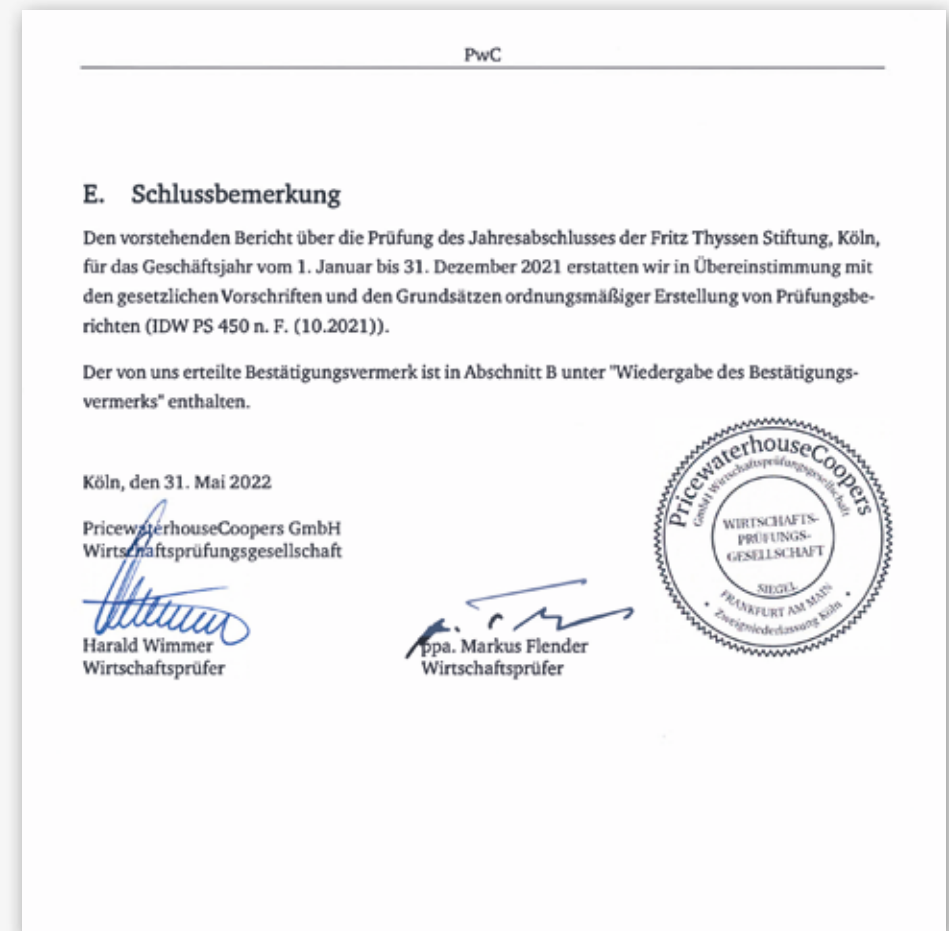 PwC
E. Schlussbemerkung
Den vorstehenden Bericht über die Prüfung des Jahresabschlusses der Fritz Thyssen Stiftung, Köln,
für das Geschäftsjahr vom 1. Januar bis 31. Dezember 2021 erstatten wir in Übereinstimmung mit
den gesetzlichen Vorschriften und den Grundsätzen ordnungsmäßiger Erstellung von Prüfungsbe-
richten (IDW PS 450 n. F. (10.2021)).
Der von uns erteilte Bestätigungsvermerk ist in Abschnitt B unter "Wiedergabe des Bestätigungs-
vermerks" enthalten.
Köln, den 31. Mai 2022
PricewaterhouseCoopers GmbH
Wirtschaftsprüfungsgesellschaft
Harald Wimmer
Wirtschaftsprüfer
ppa. Markus Flender
Wirtschaftsprüfer
PricewaterhouseCoopers
GmbH Wirtschaftsprüfungsgesellschaft
WIRTSCHAFTS-
PRÜFUNGS-
GESELLSCHAFT
SIEGEL
FRANKFURT AM MAIN
Zweigniederlassung Köln